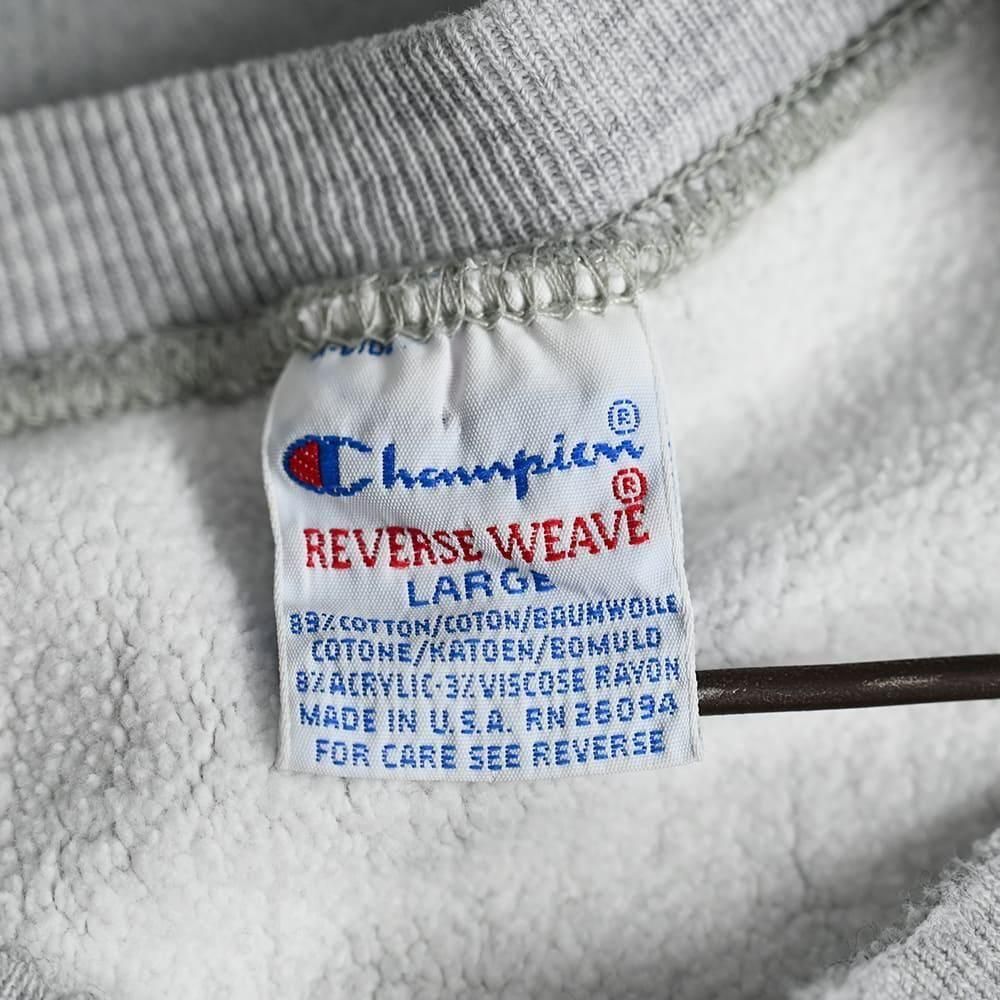 Champion®
REVERSE WEAVE®
LARGE
89% COTTON/COTON/BAUMWOLLE
COTONE/KATOEN/BOMULD
8% ACRYLIC·3% VISCOSE RAYON
MADE IN U.S.A. RN 26094
FOR CARE SEE REVERSE